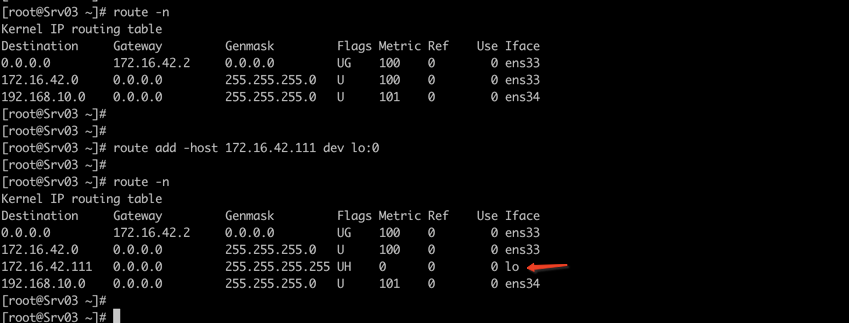 [root@Srv03 ~]# route -n
Kernel IP routing table
Destination     Gateway         Genmask         Flags Metric Ref    Use Iface
0.0.0.0         172.16.42.2     0.0.0.0         UG    100    0        0 ens33
172.16.42.0     0.0.0.0         255.255.255.0   U     100    0        0 ens33
192.168.10.0    0.0.0.0         255.255.255.0   U     101    0        0 ens34
[root@Srv03 ~]#
[root@Srv03 ~]#
[root@Srv03 ~]# route add -host 172.16.42.111 dev lo:0
[root@Srv03 ~]#
[root@Srv03 ~]# route -n
Kernel IP routing table
Destination     Gateway         Genmask         Flags Metric Ref    Use Iface
0.0.0.0         172.16.42.2     0.0.0.0         UG    100    0        0 ens33
172.16.42.0     0.0.0.0         255.255.255.0   U     100    0        0 ens33
172.16.42.111   0.0.0.0         255.255.255.255 UH    0      0        0 lo
192.168.10.0    0.0.0.0         255.255.255.0   U     101    0        0 ens34
[root@Srv03 ~]#
[root@Srv03 ~]#